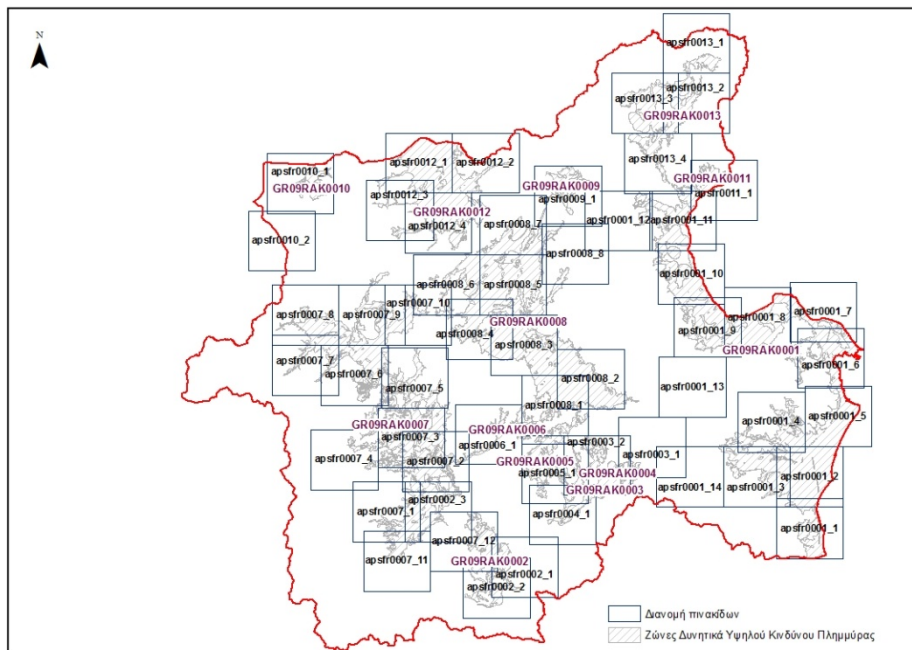 N
apsfr0013_1
apsfr0013_2
apsfr0013_3
GR09RAK0013
apsfr0013_4
apsfr0012_1
apsfr0012_2
apsfr0010_1
GR09RAK0010
GR09RAK0009
GR09RAK0011
apsfr0012_3
apsfr0009_1
apsfr0011_1
GR09RAK0012
apsfr0012_4
apsfr0008_7
apsfr0001_12
apsfr0001_11
apsfr0010_2
apsfr0008_8
apsfr0001_10
apsfr0008_6
apsfr0008_5
apsfr0007_10
apsfr0007_8
apsfr0007_9
apsfr0001_7
apsfr0001_8
GR09RAK0008
apsfr0008_4
apsfr0001_9
apsfr0008_3
GR09RAK0001
apsfr0007_7
apsfr0001_6
apsfr0007_6
apsfr0008_2
apsfr0007_5
apsfr0001_13
apsfr0008_1
apsfr0001_5
apsfr0001_4
GR09RAK0007
GR09RAK0006
apsfr0007_3
apsfr0006_1
apsfr0003_2
apsfr0003_1
apsfr0007_4
apsfr0007_2
GR09RAK0005
apsfr0005_1
GR09RAK0004
apsfr0001_2
GR09RAK0003
apsfr0001_14
apsfr0001_3
apsfr0002_3
apsfr0007_1
apsfr0004_1
apsfr0001_1
apsfr0007_12
apsfr0007_11
GR09RAK0002
apsfr0002_1
apsfr0002_2
Διανομή πινακίδων
Ζώνες Δυνητικά Υψηλού Κινδύνου Πλημμύρας